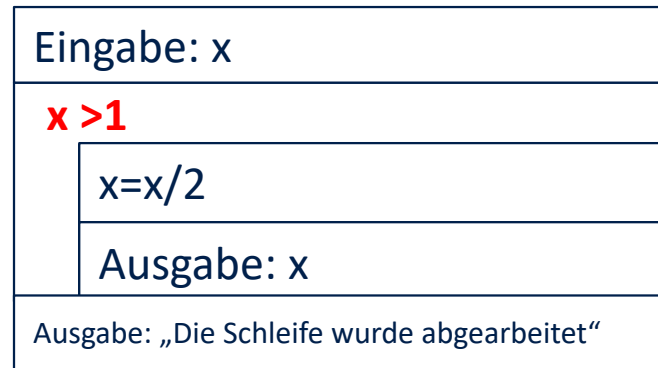 Eingabe: x
x >1
x=x/2
Ausgabe: x
Ausgabe: „Die Schleife wurde abgearbeitet“